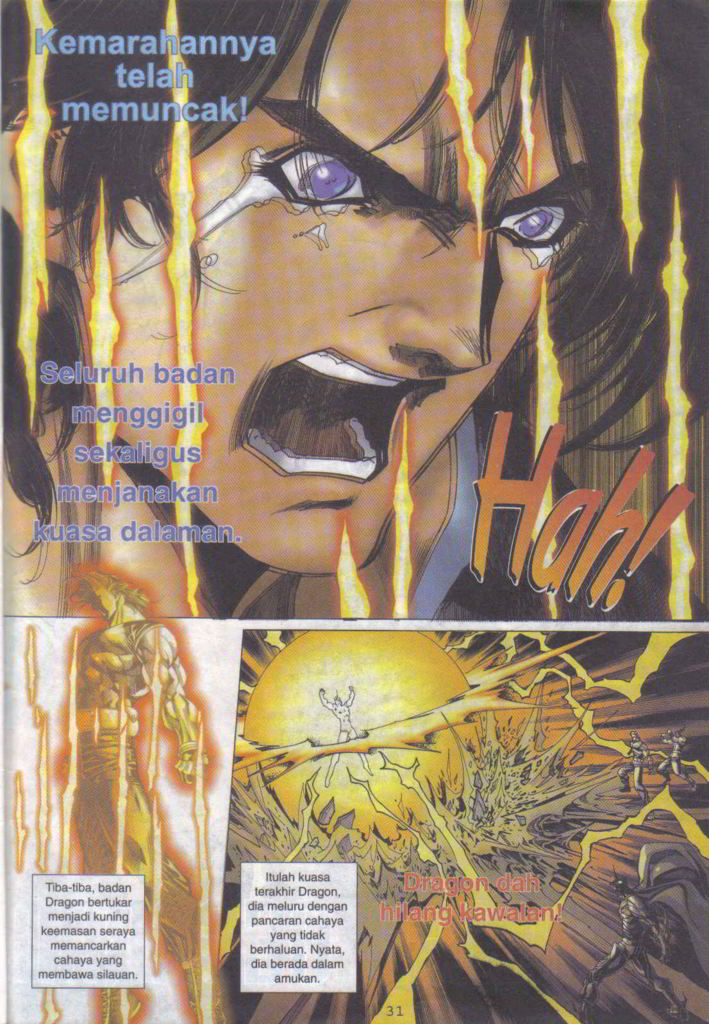 Kemarahannya
telah
memuncak!
Seluruh badan
menggigil
sekaligus
menjanakan
kuasa dalaman.
Hah!
Tiba-tiba, badan
Dragon bertukar
menjadi kuning
keemasan seraya
memancarkan
cahaya yang
membawa silauan.
Itulah kuasa
terakhir Dragon,
dia meluru dengan
pancaran cahaya
yang tidak
berhaluan. Nyata,
dia berada dalam
amukan.
Dragon dah
hilang kawalan!
31